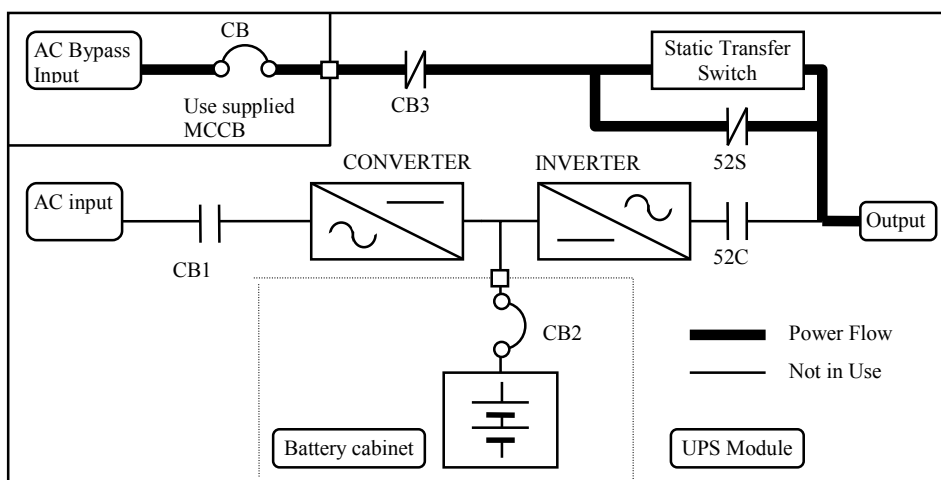 AC Bypass
Input
CB
Use supplied
MCCB
CB3
Static Transfer
Switch
52S
CONVERTER
INVERTER
AC input
CB1
52C
Output
CB2
Power Flow
Not in Use
Battery cabinet
UPS Module